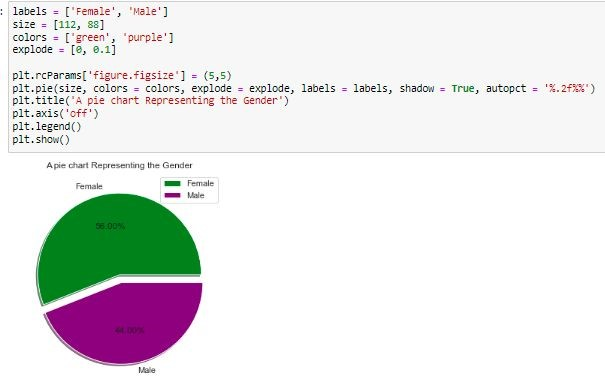 : labels = ['Female', 'Male']
size = [112, 88]
colors = ['green', 'purple']
explode = [0, 0.1]
plt.rcParams['figure.figsize'] = (5,5)
plt.pie(size, colors = colors, explode = explode, labels = labels, shadow = True, autopct = '%.2f%%')
plt.title('A pie chart Representing the Gender')
plt.axis('off')
plt.legend()
plt.show()
A pie chart Representing the Gender
Female
Female
Male
56.00%
44.00%
Male